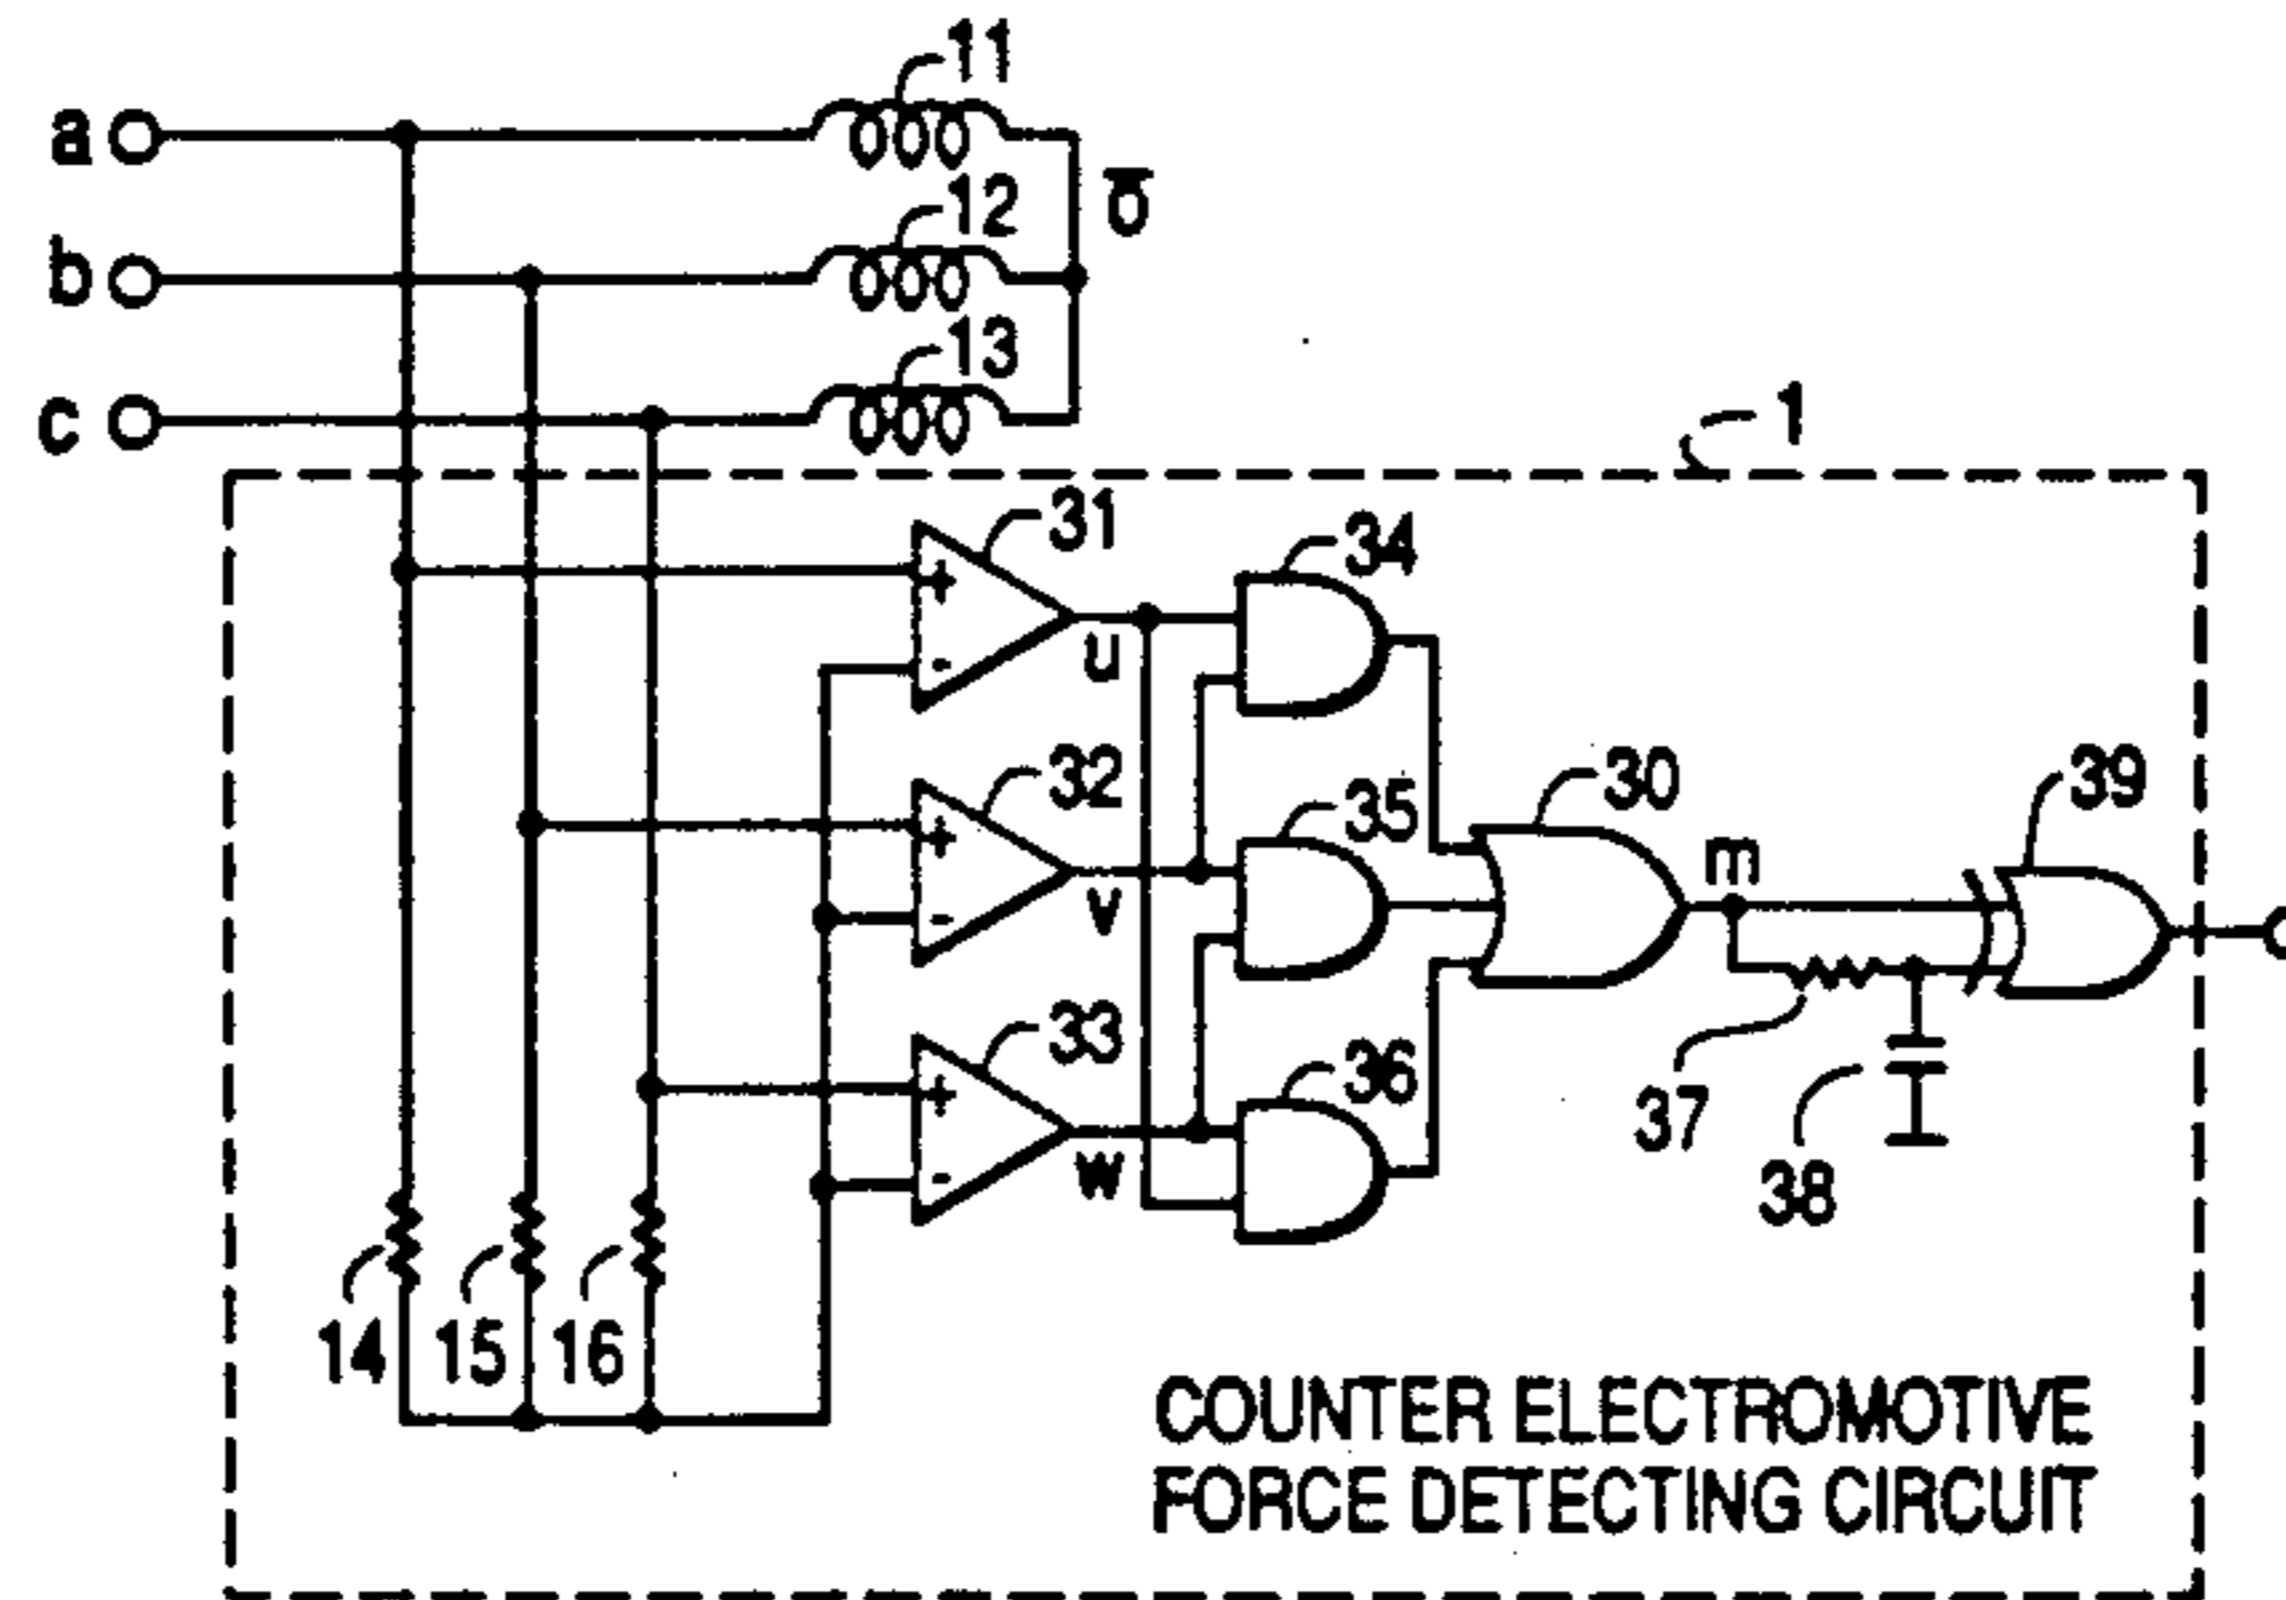 11
a
o
12
b
13
c
1
31
34
+
-
u
32
35
30
39
m
+
-
v
33
36
+
-
w
37
38
14 15 16
COUNTER ELECTROMOTIVE
FORCE DETECTING CIRCUIT